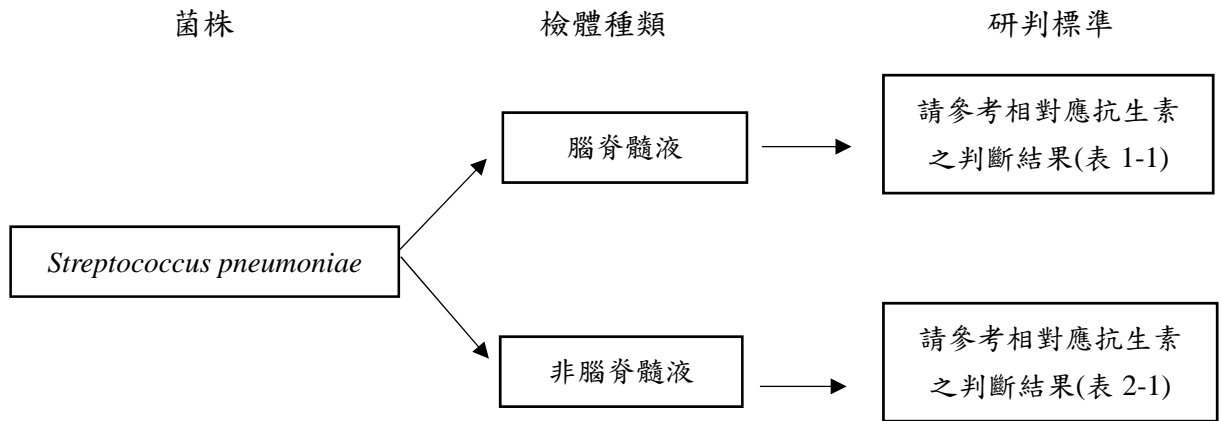 菌株 檢體種類 研判標準
Streptococcus pneumoniae
腦脊髓液
請參考相對應抗生素
之判斷結果(表 1-1)
非腦脊髓液
請參考相對應抗生素
之判斷結果(表 2-1)